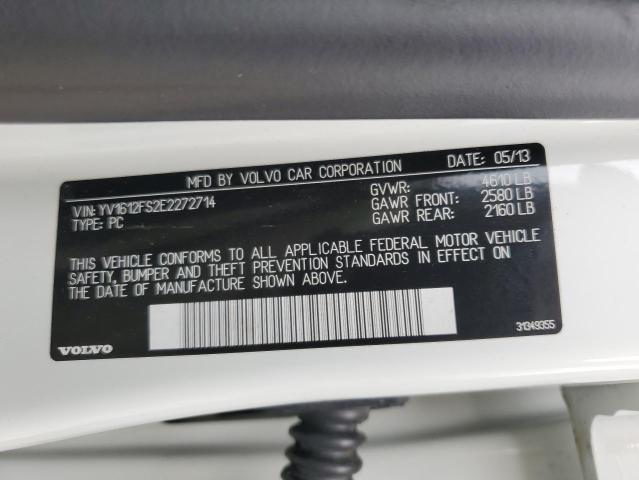 MFD BY VOLVO CAR CORPORATION DATE: 05/13
VIN: YV1612FS2E2272714 GVWR: 4610 LB
TYPE: PC GAWR FRONT: 2580 LB
GAWR REAR: 2160 LB
THIS VEHICLE CONFORMS TO ALL APPLICABLE FEDERAL MOTOR VEHICLE
SAFETY, BUMPER AND THEFT PREVENTION STANDARDS IN EFFECT ON
THE DATE OF MANUFACTURE SHOWN ABOVE.
VOLVO 31349355